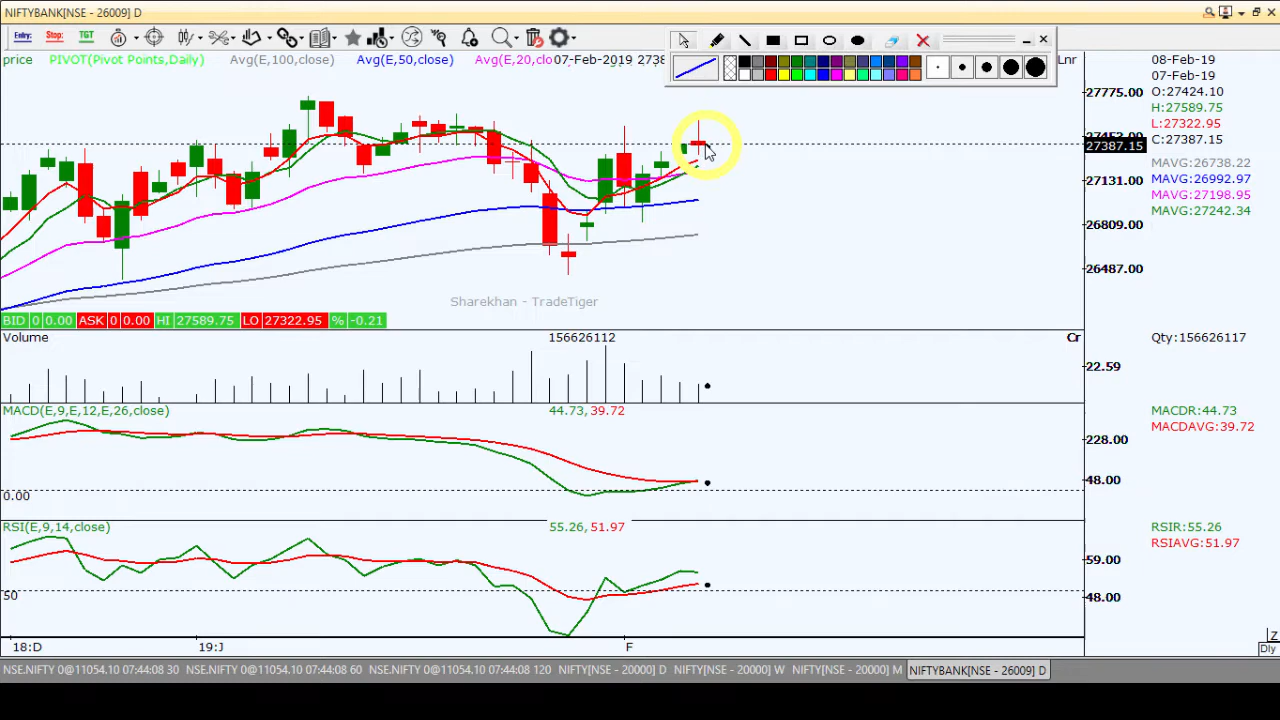 NIFTYBANK[NSE - 26009] D
Entry: Stop: TGT
price PIVOT(Pivot Points,Daily) Avg(E,100,close) Avg(E,50,close) Avg(E,20,clo 07-Feb-2019 2738 Lnr
08-Feb-19
07-Feb-19
O:27424.10
H:27589.75
L:27322.95
C:27387.15
MAVG:26738.22
MAVG:26992.97
MAVG:27198.95
MAVG:27242.34
27775.00
27453.00
27387.15
27131.00
26809.00
26487.00
Sharekhan - TradeTiger
BID 0 0.00 ASK 0 0.00 HI 27589.75 LO 27322.95 % -0.21
Volume 156626112 Cr Qty:156626117
22.59
MACD(E,9,E,12,E,26,close) 44.73, 39.72 MACDR:44.73
MACDAVG:39.72
228.00
48.00
0.00
RSI(E,9,14,close) 55.26, 51.97 RSIR:55.26
RSIAVG:51.97
59.00
50
48.00
18:D 19:J F Z
Dly
NSE.NIFTY 0@11054.10 07:44:08 30 NSE.NIFTY 0@11054.10 07:44:08 60 NSE.NIFTY 0@11054.10 07:44:08 120 NIFTY[NSE - 20000] D NIFTY[NSE - 20000] W NIFTY[NSE - 20000] M NIFTYBANK[NSE - 26009] D